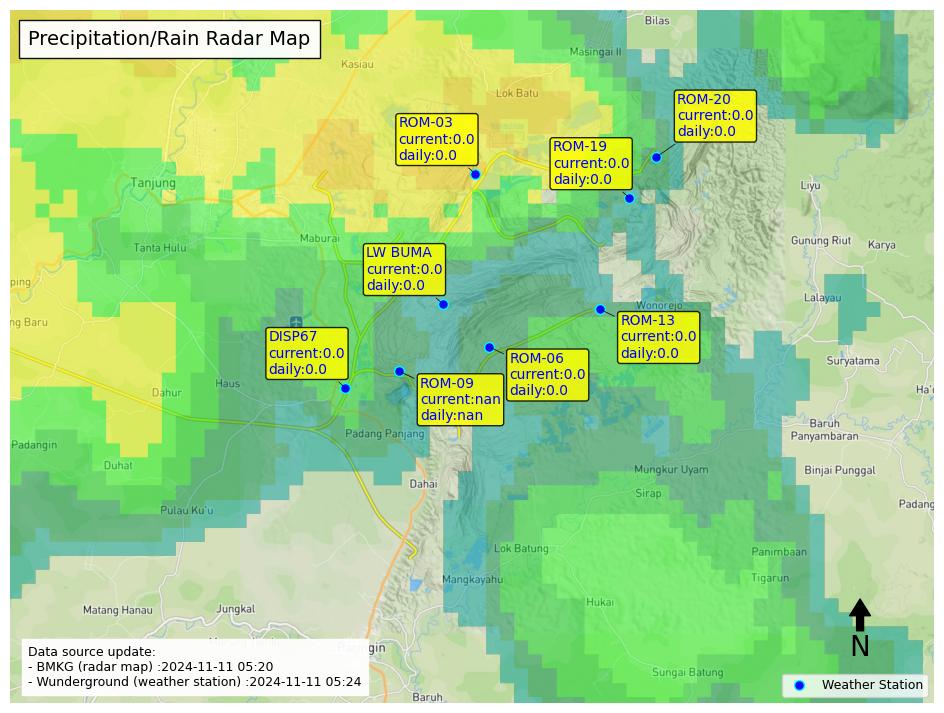 Precipitation/Rain Radar Map
Bilas
Masingai II
Kasiau
Lok Batu
ROM-20
current:0.0
daily:0.0
ROM-03
current:0.0
daily:0.0
ROM-19
current:0.0
daily:0.0
Tanjung
Liyu
Maburai
Tanta Hulu
Gunung Riut
Karya
LW BUMA
current:0.0
daily:0.0
ping
Lalayau
Wonorejo
ng Baru
ROM-13
current:0.0
daily:0.0
DISP67
current:0.0
daily:0.0
ROM-06
current:0.0
daily:0.0
Suryatama
Haus
ROM-09
current:nan
daily:nan
Dahur
Ha'
Baruh
Panyambaran
Padang Panjang
Padangin
Duhat
Mungkur Uyam
Binjai Punggal
Dahai
Sirap
Padang
Pulau Ku'u
Lok Batung
Panimbaan
Mangkayahu
Tigarun
Hukai
Matang Hanau
Jungkal
N
Data source update:
- BMKG (radar map) :2024-11-11 05:20
- Wunderground (weather station) :2024-11-11 05:24
Sungai Batung
Weather Station
Baruh